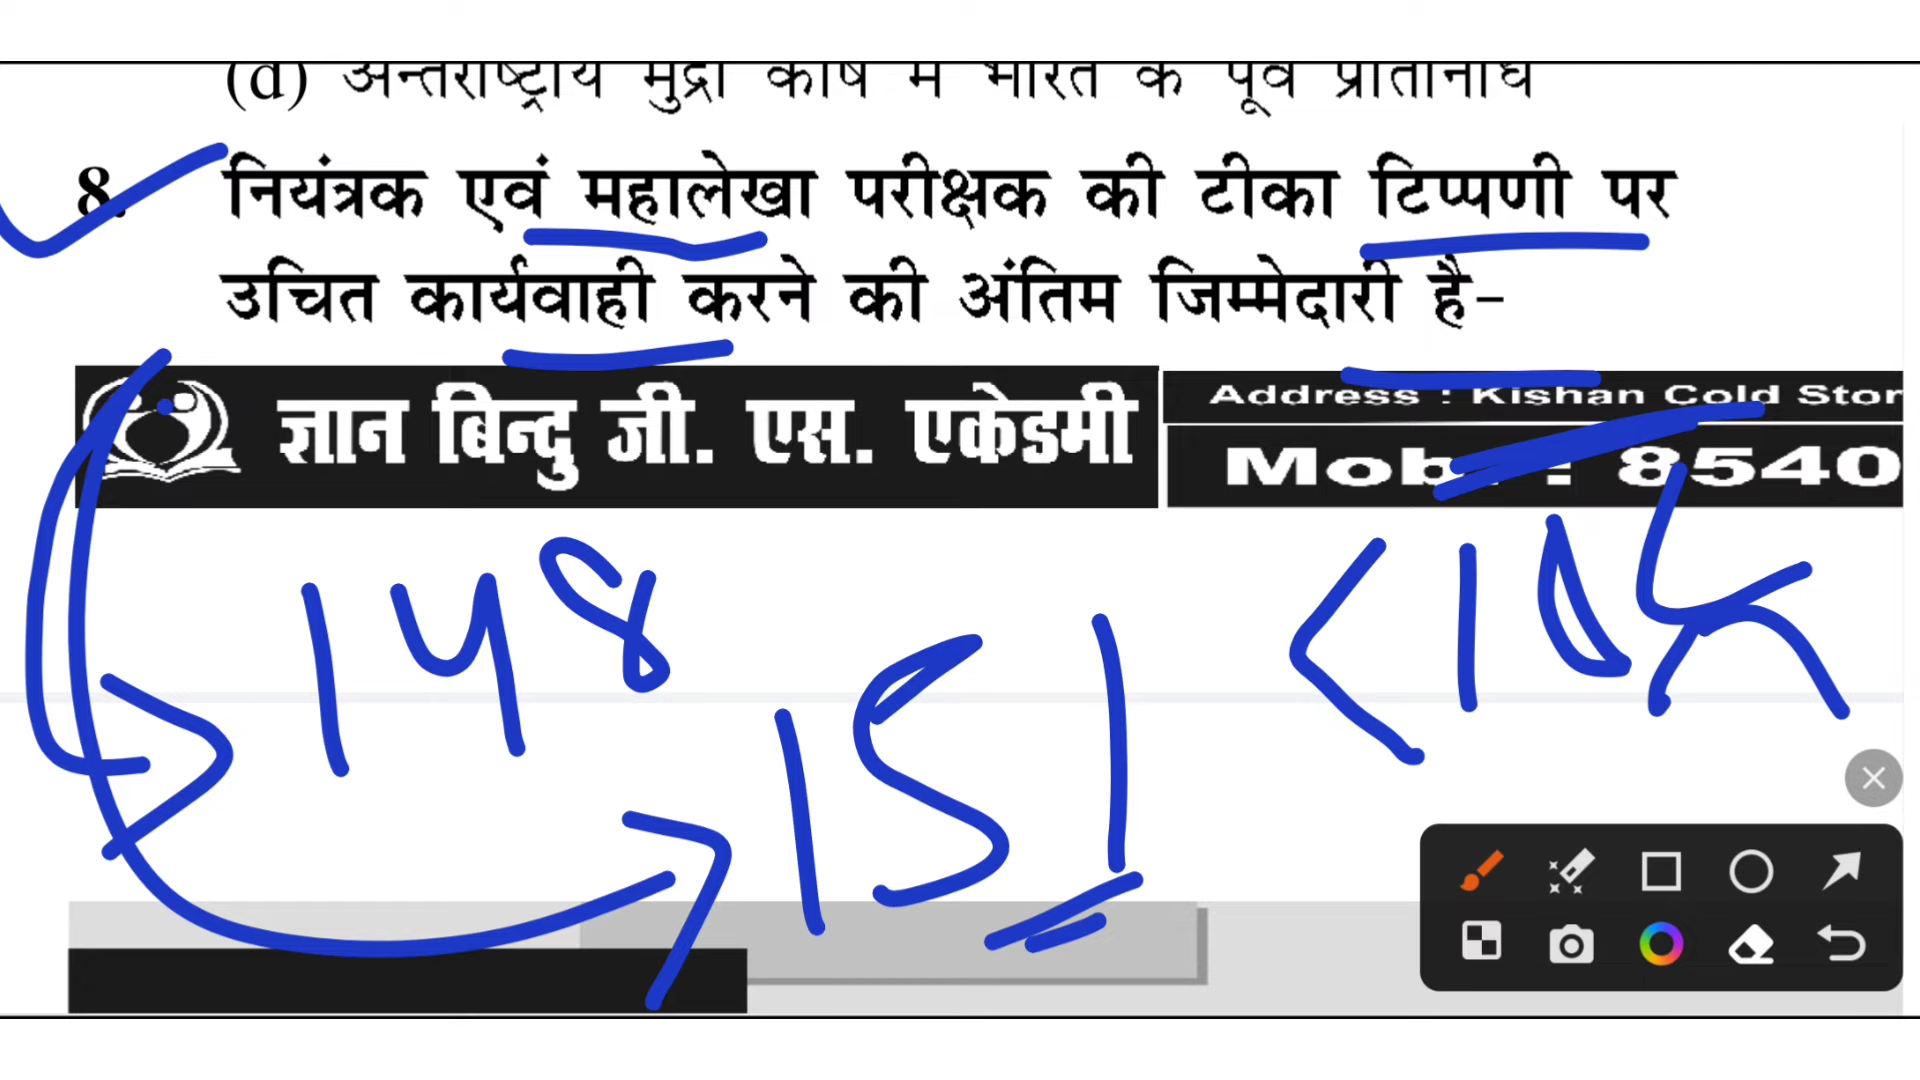 (d) अन्तर्राष्ट्रीय मुद्रा कोष में भारत के पूर्व प्रतिनिधि
8. नियंत्रक एवं महालेखा परीक्षक की टीका टिप्पणी पर
उचित कार्यवाही करने की अंतिम जिम्मेदारी है-
ज्ञान बिन्दु जी. एस. एकेडमी
Address : Kishan Cold Stor
Mob. : 8540
148
151